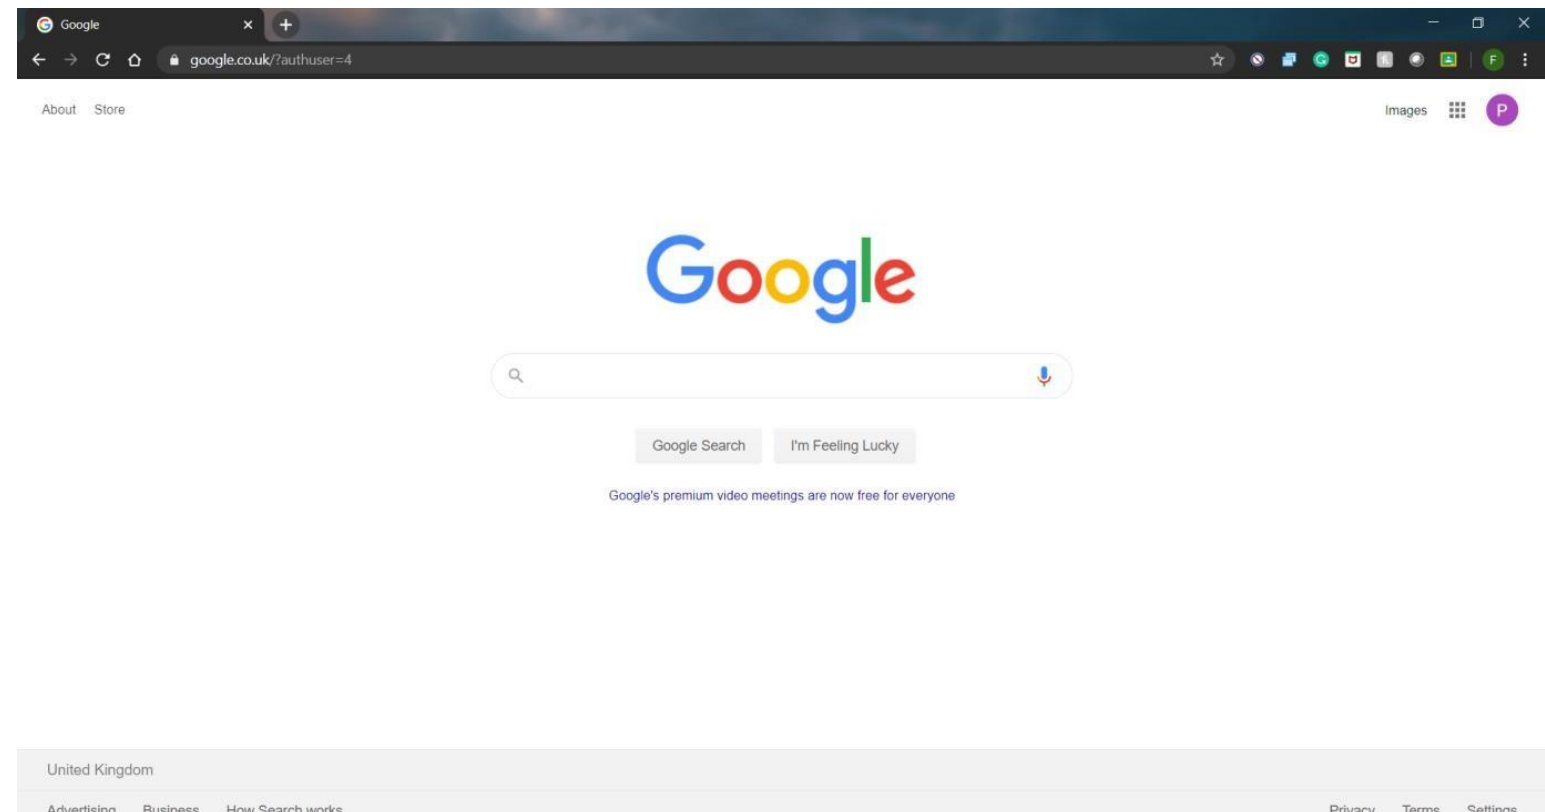 Google
google.co.uk/?authuser=4
F
About Store
Images
P
Google
Google Search
I'm Feeling Lucky
Google's premium video meetings are now free for everyone
United Kingdom
Advertising Business How Search works
Privacy Terms Settings